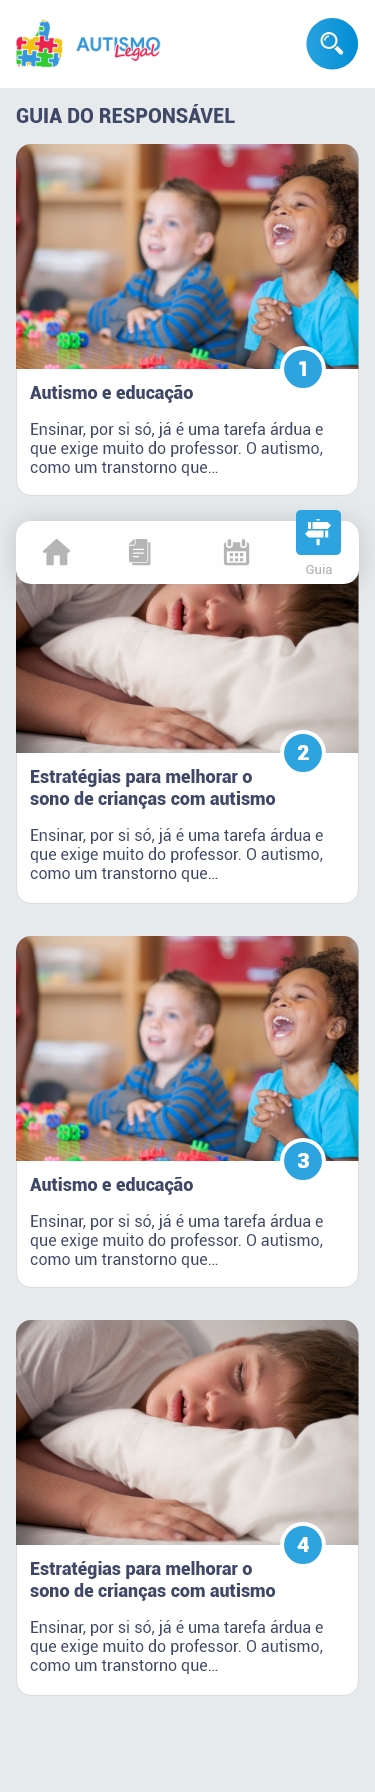 AUTISMO
Legal
GUIA DO RESPONSÁVEL
1
Autismo e educação
Ensinar, por si só, já é uma tarefa árdua e
que exige muito do professor. O autismo,
como um transtorno que...
Guia
2
Estratégias para melhorar o
sono de crianças com autismo
Ensinar, por si só, já é uma tarefa árdua e
que exige muito do professor. O autismo,
como um transtorno que...
3
Autismo e educação
Ensinar, por si só, já é uma tarefa árdua e
que exige muito do professor. O autismo,
como um transtorno que...
4
Estratégias para melhorar o
sono de crianças com autismo
Ensinar, por si só, já é uma tarefa árdua e
que exige muito do professor. O autismo,
como um transtorno que...